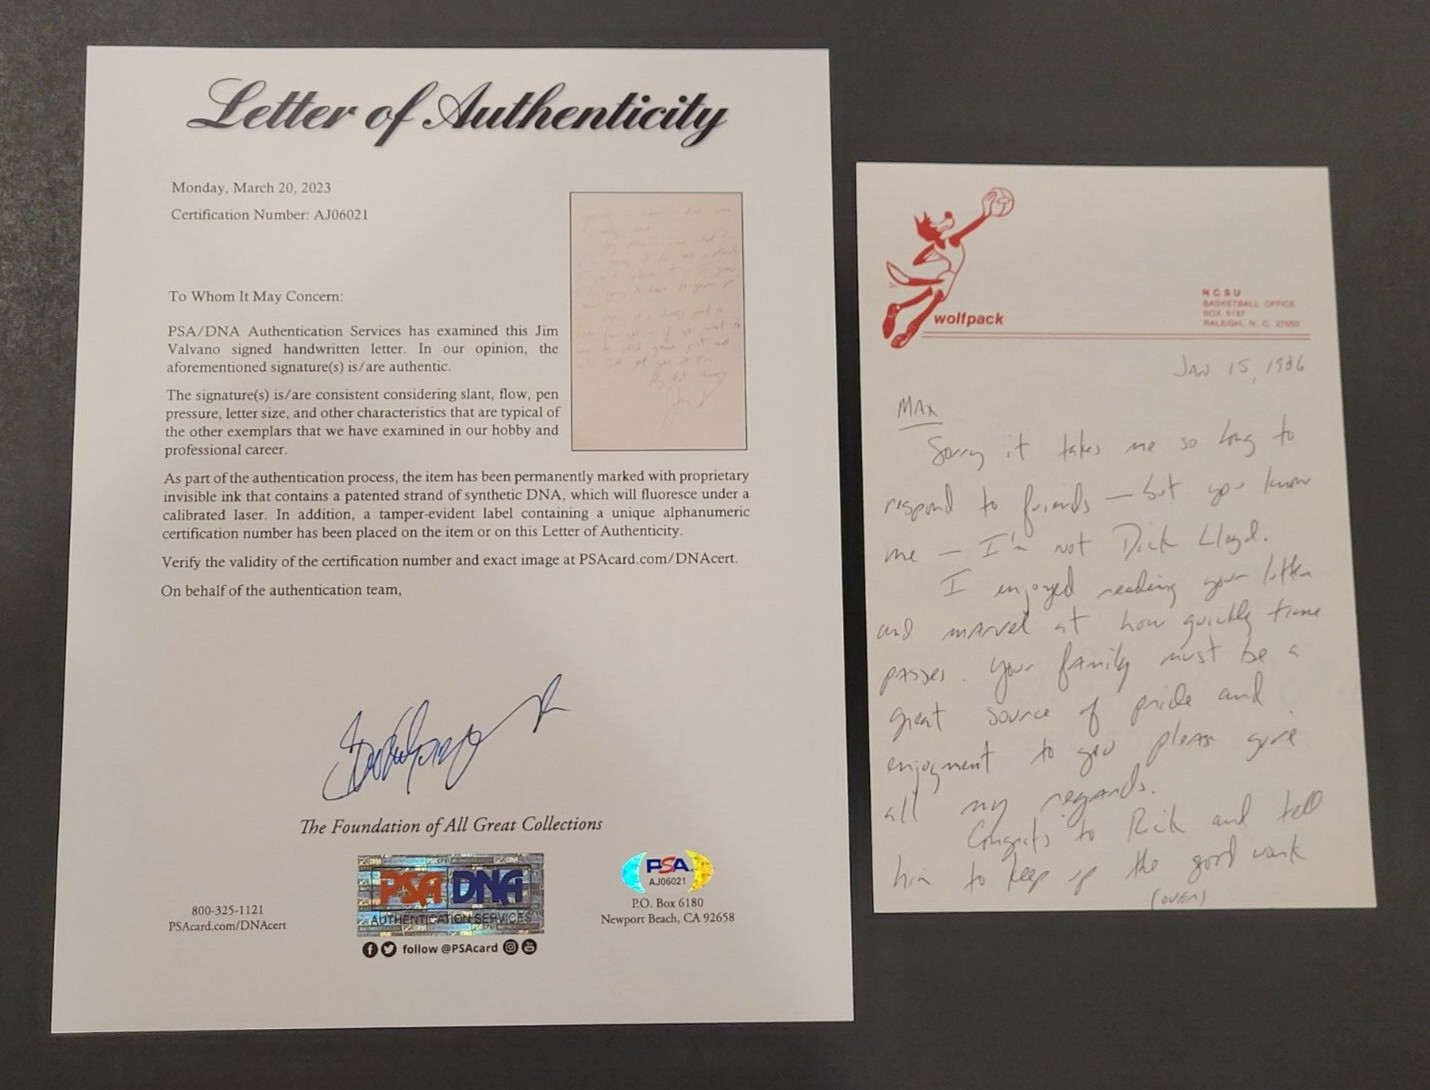 Letter of Authenticity
Monday, March 20, 2023
Certification Number: AJ06021
To Whom It May Concern:
PSA/DNA Authentication Services has examined this Jim
Valvano signed handwritten letter. In our opinion, the
aforementioned signature(s) is/are authentic.
The signature(s) is/are consistent considering slant, flow, pen
pressure, letter size, and other characteristics that are typical of
the other exemplars that we have examined in our hobby and
professional career.
As part of the authentication process, the item has been permanently marked with proprietary
invisible ink that contains a patented strand of synthetic DNA, which will fluoresce under a
calibrated laser. In addition, a tamper-evident label containing a unique alphanumeric
certification number has been placed on the item or on this Letter of Authenticity.
Verify the validity of the certification number and exact image at PSAcard.com/DNAcert.
On behalf of the authentication team,
The Foundation of All Great Collections
800-325-1121
PSAcard.com/DNAcert
PSA DNA
AUTHENTICATION SERVICES
follow @PSAcard
PSA
AJ06021
P.O. Box 6180
Newport Beach, CA 92658
wolfpack
NCSU
BASKETBALL OFFICE
BOX 5187
RALEIGH, N. C. 27650
Jan 15, 1986
Max
Sorry it takes me so long to
respond to friends — but you know
me — I'm not Dick Lloyd.
I enjoyed reading your letter
and marvel at how quickly time
passes. Your family must be a
great source of pride and
enjoyment to you please give
all my regards.
Congrats to Rick and tell
him to keep up the good work
(over)